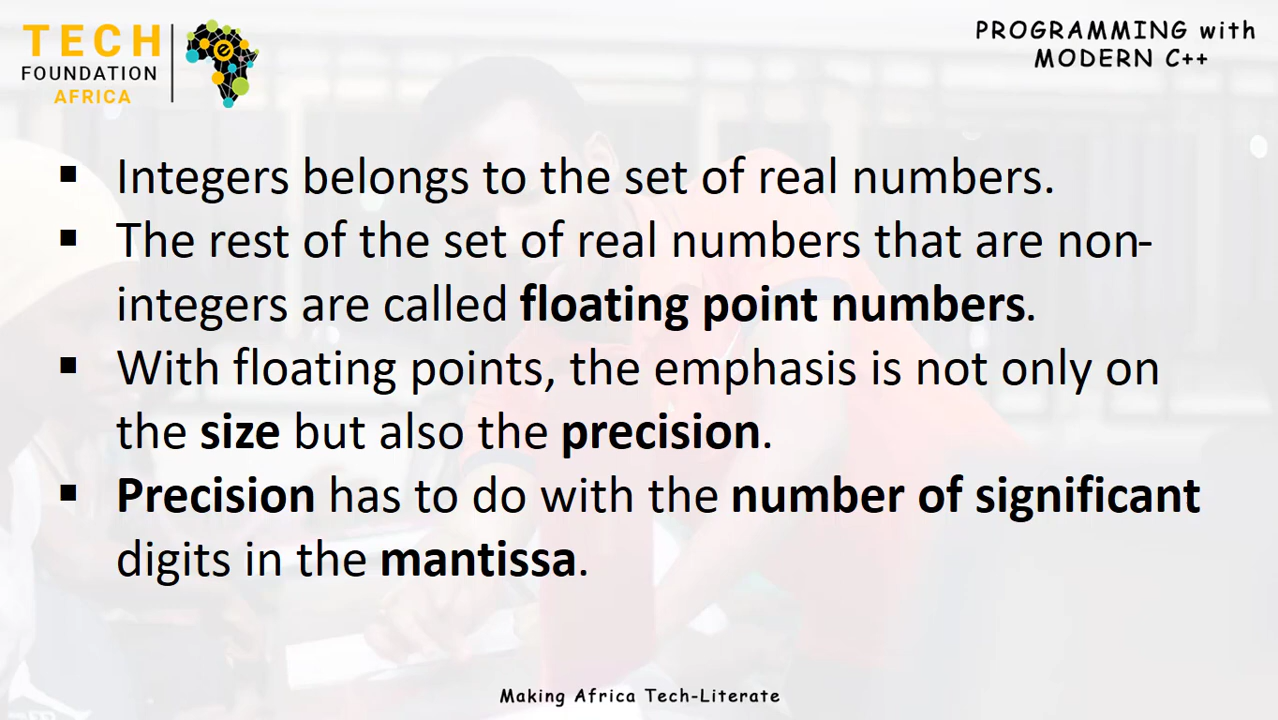 TECH
FOUNDATION
AFRICA
e
PROGRAMMING with
MODERN C++
▪ Integers belongs to the set of real numbers.
▪ The rest of the set of real numbers that are non-
integers are called floating point numbers.
▪ With floating points, the emphasis is not only on
the size but also the precision.
▪ Precision has to do with the number of significant
digits in the mantissa.
Making Africa Tech-Literate